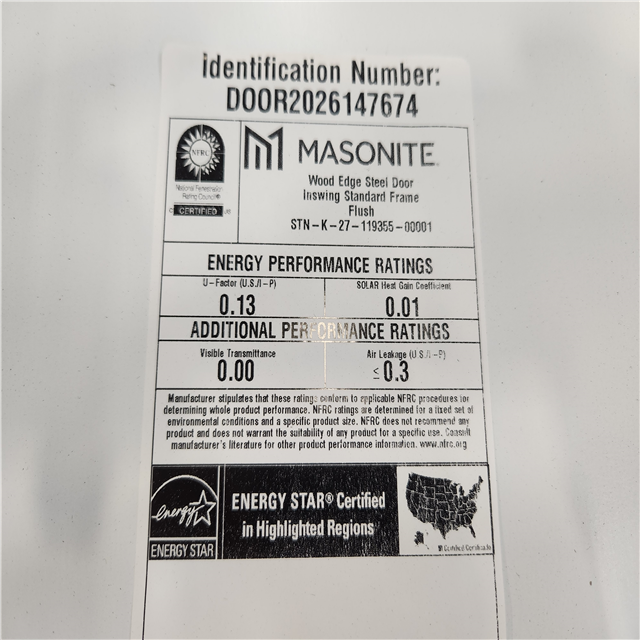 identification Number:
DOOR2026147674
NFRC
National Fenestration
Rating Council®
CERTIFIED
MASONITE
Wood Edge Steel Door
Inswing Standard Frame
Flush
STN-K-27-119355-00001
ENERGY PERFORMANCE RATINGS
U-Factor (U.S./I-P)
SOLAR Heat Gain Coefficient
0.13
0.01
ADDITIONAL PERFORMANCE RATINGS
Visible Transmittance
Air Leakage (U.S./I-P)
0.00
≤0.3
Manufacturer stipulates that these ratings conform to applicable NFRC procedures for
determining whole product performance. NFRC ratings are determined for a fixed set of
environmental conditions and a specific product size. NFRC does not recommend any
product and does not warrant the suitability of any product for a specific use. Consult
manufacturer's literature for other product performance information. www.nfrc.org
energy
ENERGY STAR
ENERGY STAR® Certified
in Highlighted Regions